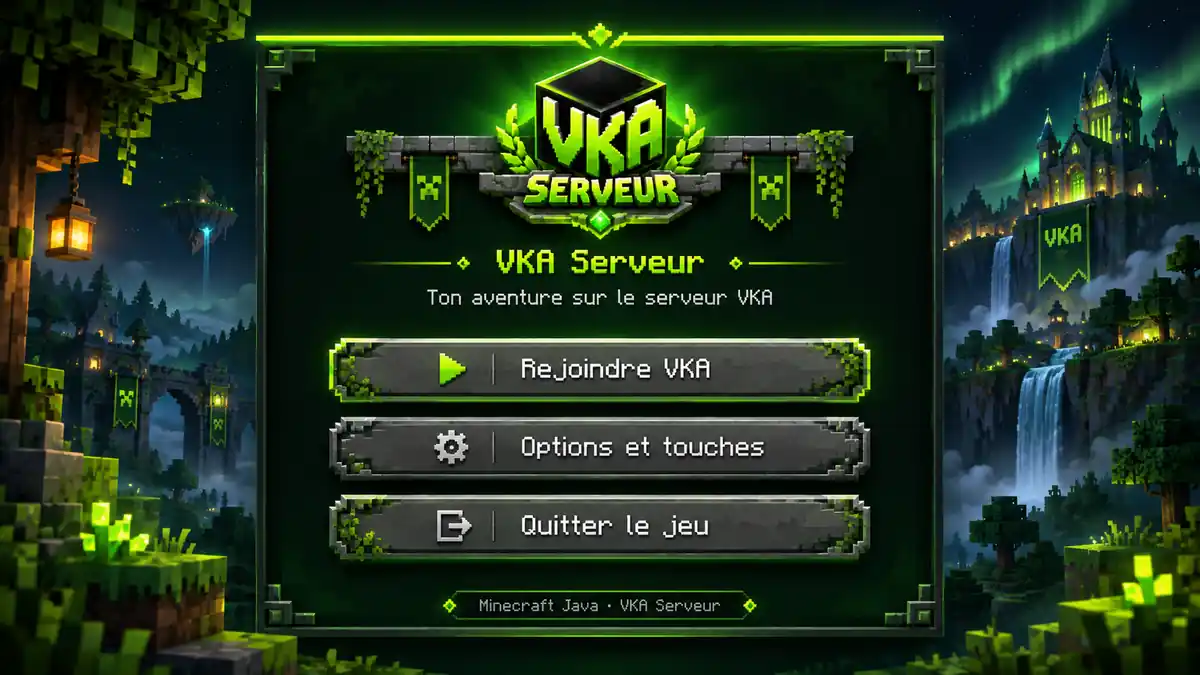 VKA
SERVEUR
VKA Serveur
Ton aventure sur le serveur VKA
VKA
Rejoindre VKA
Options et touches
Quitter le jeu
Minecraft Java · VKA Serveur